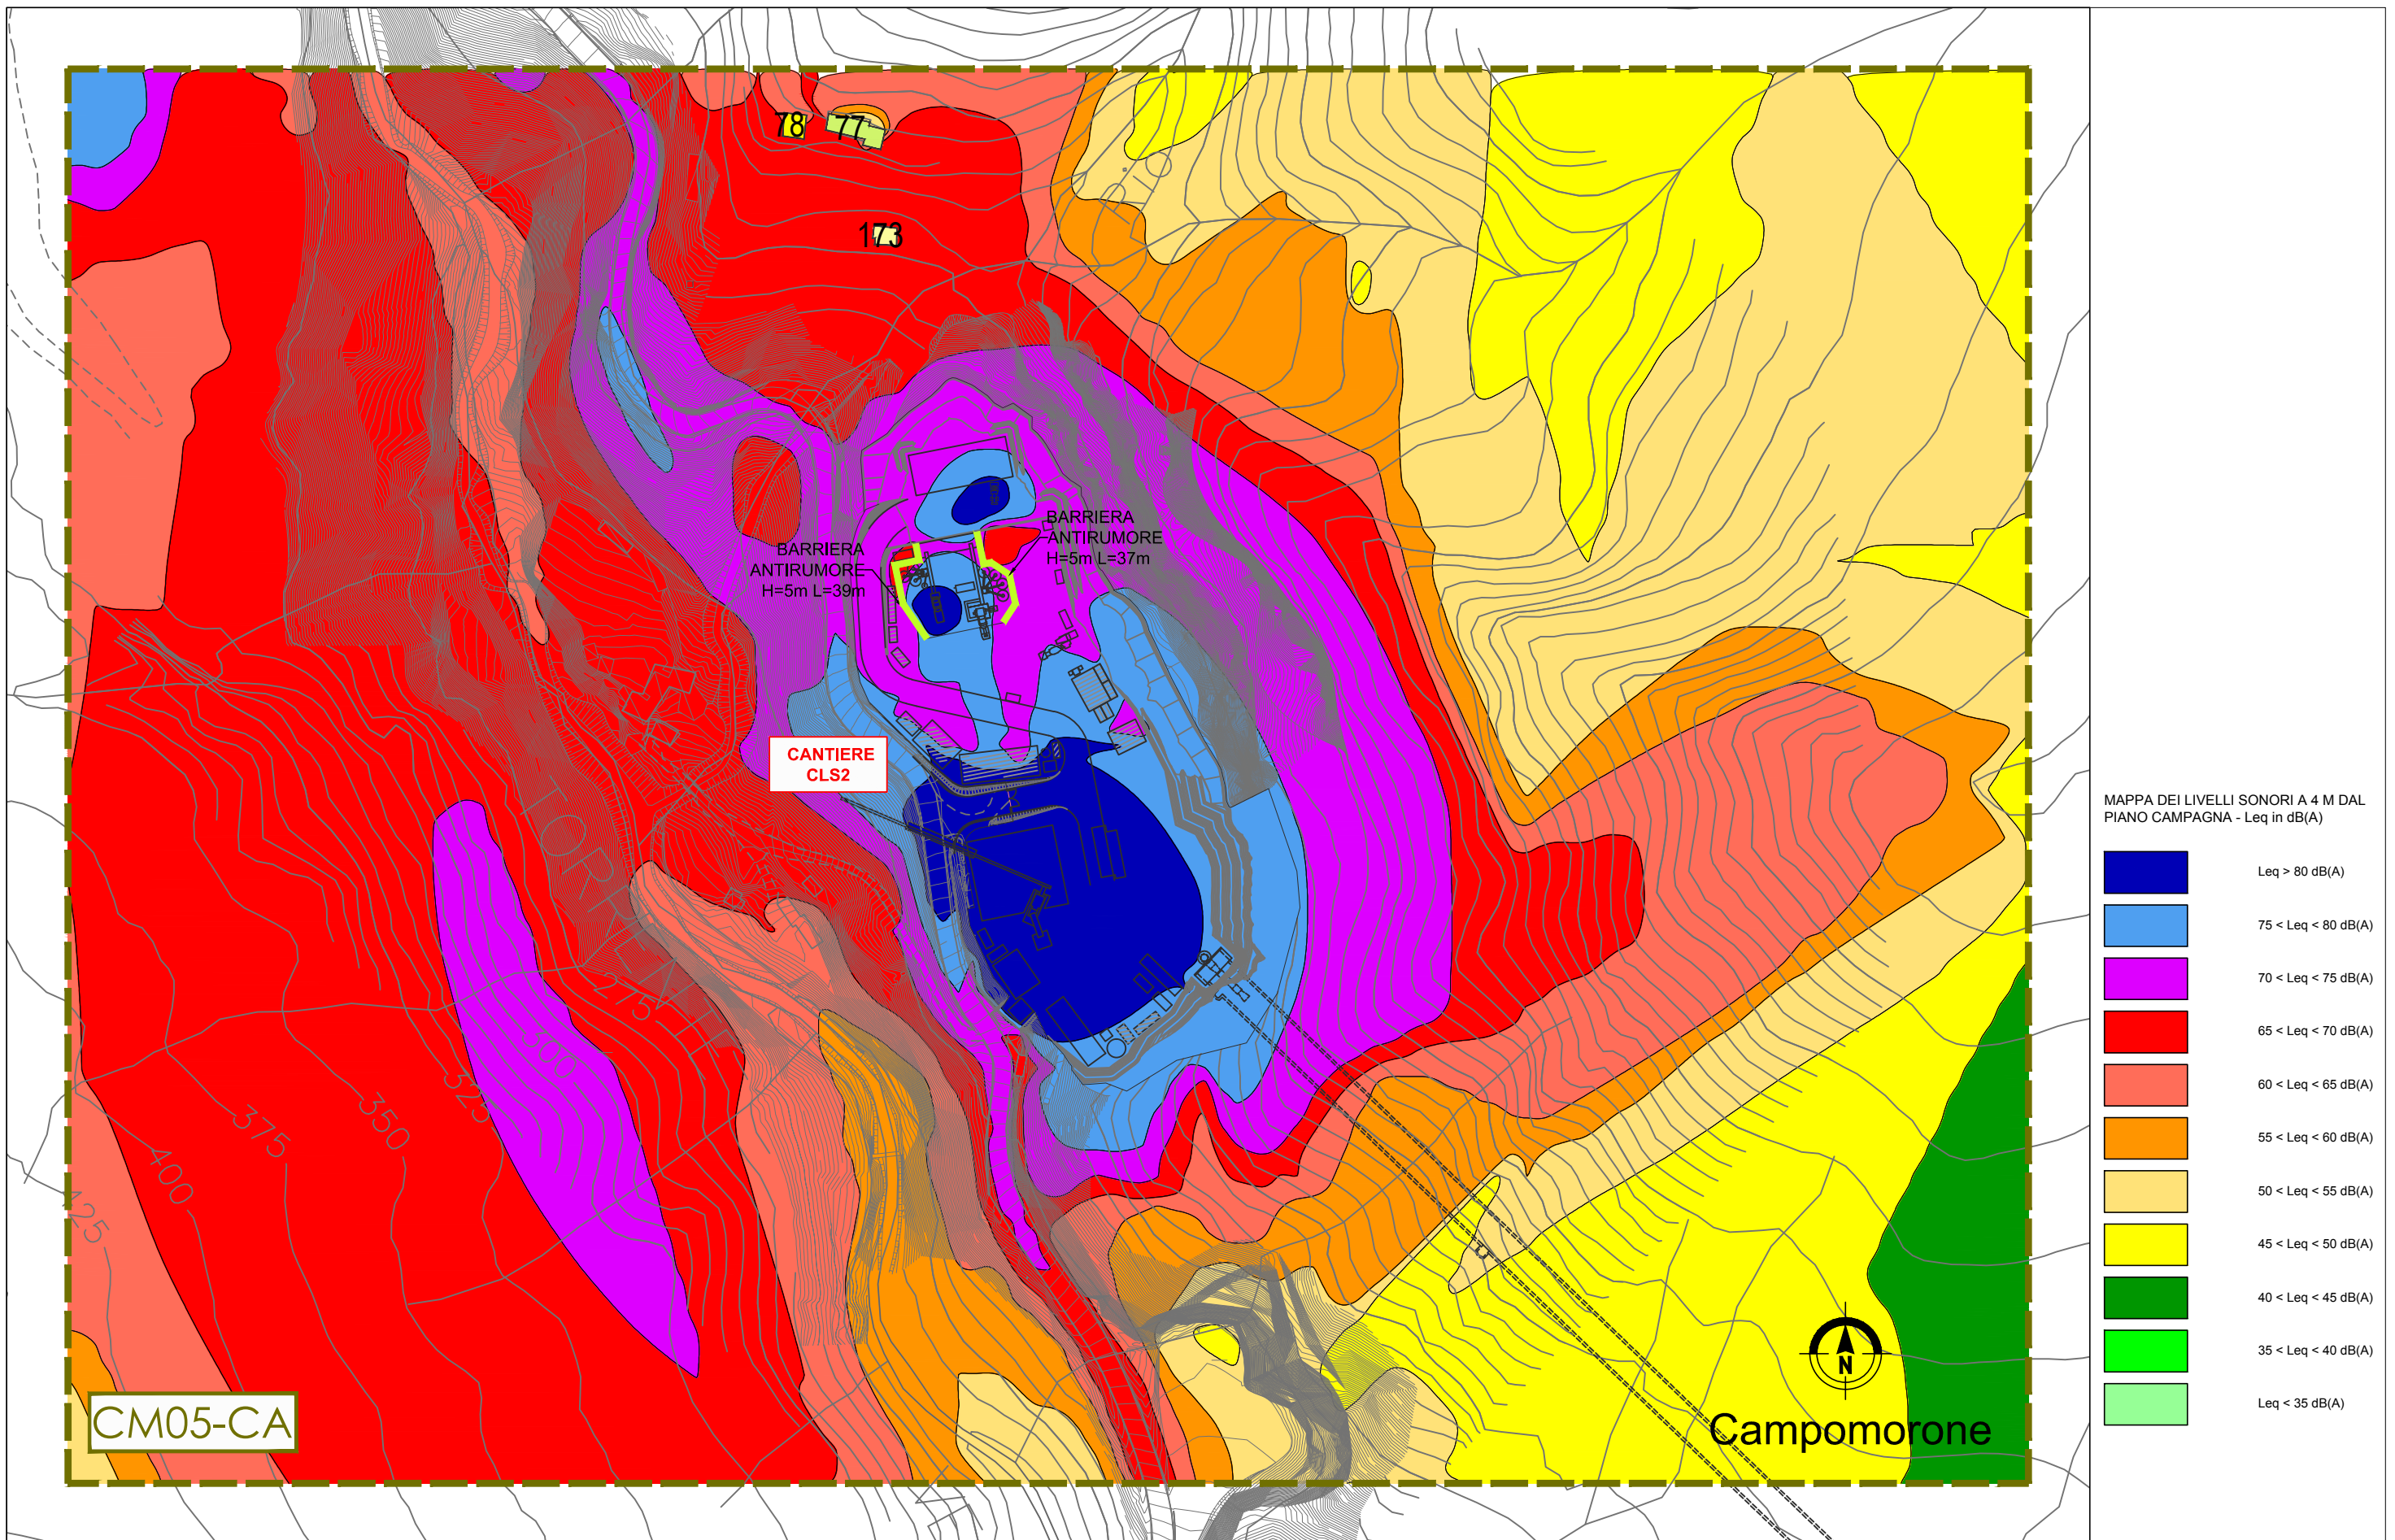 78
77
173
BARRIERA
ANTIRUMORE
H=5m L=37m
BARRIERA
ANTIRUMORE
H=5m L=39m
CANTIERE
CLS2
275
300
325
350
375
400
425
CM05-CA
N
Campomorone
MAPPA DEI LIVELLI SONORI A 4 M DAL
PIANO CAMPAGNA - Leq in dB(A)
Leq > 80 dB(A)
75 < Leq < 80 dB(A)
70 < Leq < 75 dB(A)
65 < Leq < 70 dB(A)
60 < Leq < 65 dB(A)
55 < Leq < 60 dB(A)
50 < Leq < 55 dB(A)
45 < Leq < 50 dB(A)
40 < Leq < 45 dB(A)
35 < Leq < 40 dB(A)
Leq < 35 dB(A)